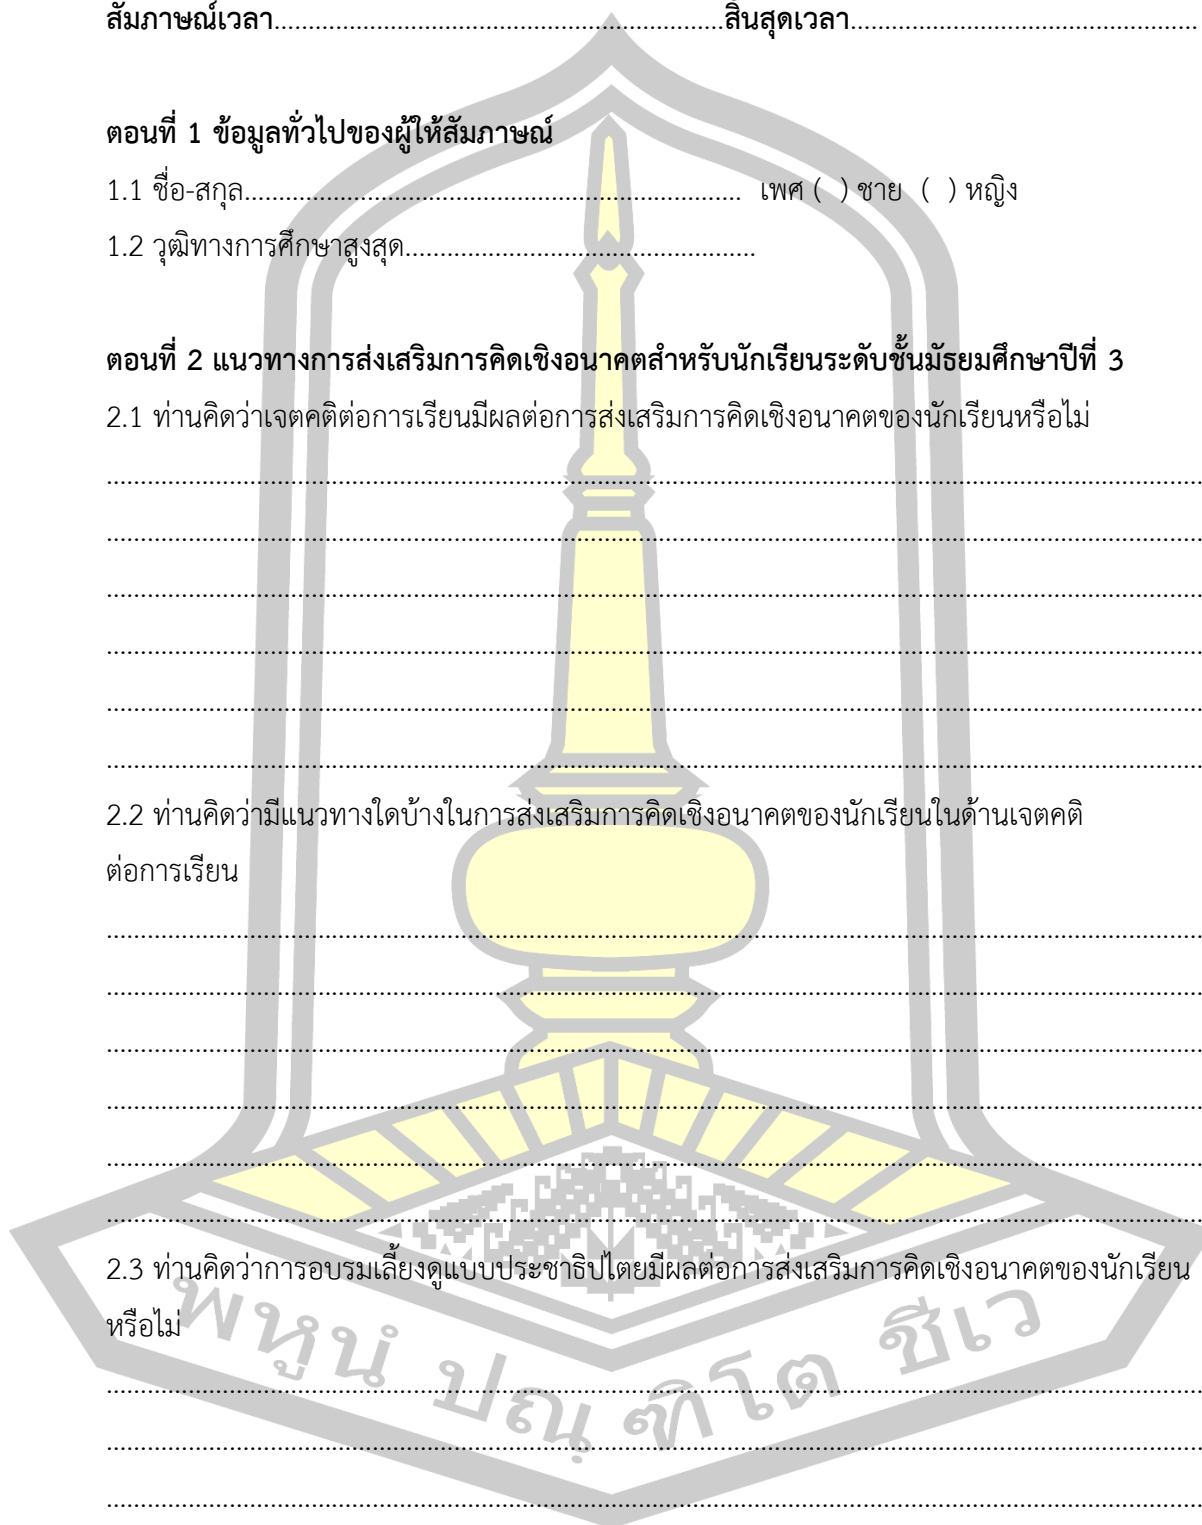 สัมภาษณ์เวลา......................................................สิ้นสุดเวลา..........................................
ตอนที่ 1 ข้อมูลทั่วไปของผู้ให้สัมภาษณ์
1.1 ชื่อ-สกุล........................................................................ เพศ ( ) ชาย ( ) หญิง
1.2 วุฒิทางการศึกษาสูงสุด...................................................
ตอนที่ 2 แนวทางการส่งเสริมการคิดเชิงอนาคตสำหรับนักเรียนระดับชั้นมัธยมศึกษาปีที่ 3
2.1 ท่านคิดว่าเจตคติต่อการเรียนมีผลต่อการส่งเสริมการคิดเชิงอนาคตของนักเรียนหรือไม่
2.2 ท่านคิดว่ามีแนวทางใดบ้างในการส่งเสริมการคิดเชิงอนาคตของนักเรียนในด้านเจตคติ
ต่อการเรียน
2.3 ท่านคิดว่าการอบรมเลี้ยงดูแบบประชาธิปไตยมีผลต่อการส่งเสริมการคิดเชิงอนาคตของนักเรียน
หรือไม่
พหูนํ ปณฺฑิโต ชีเว